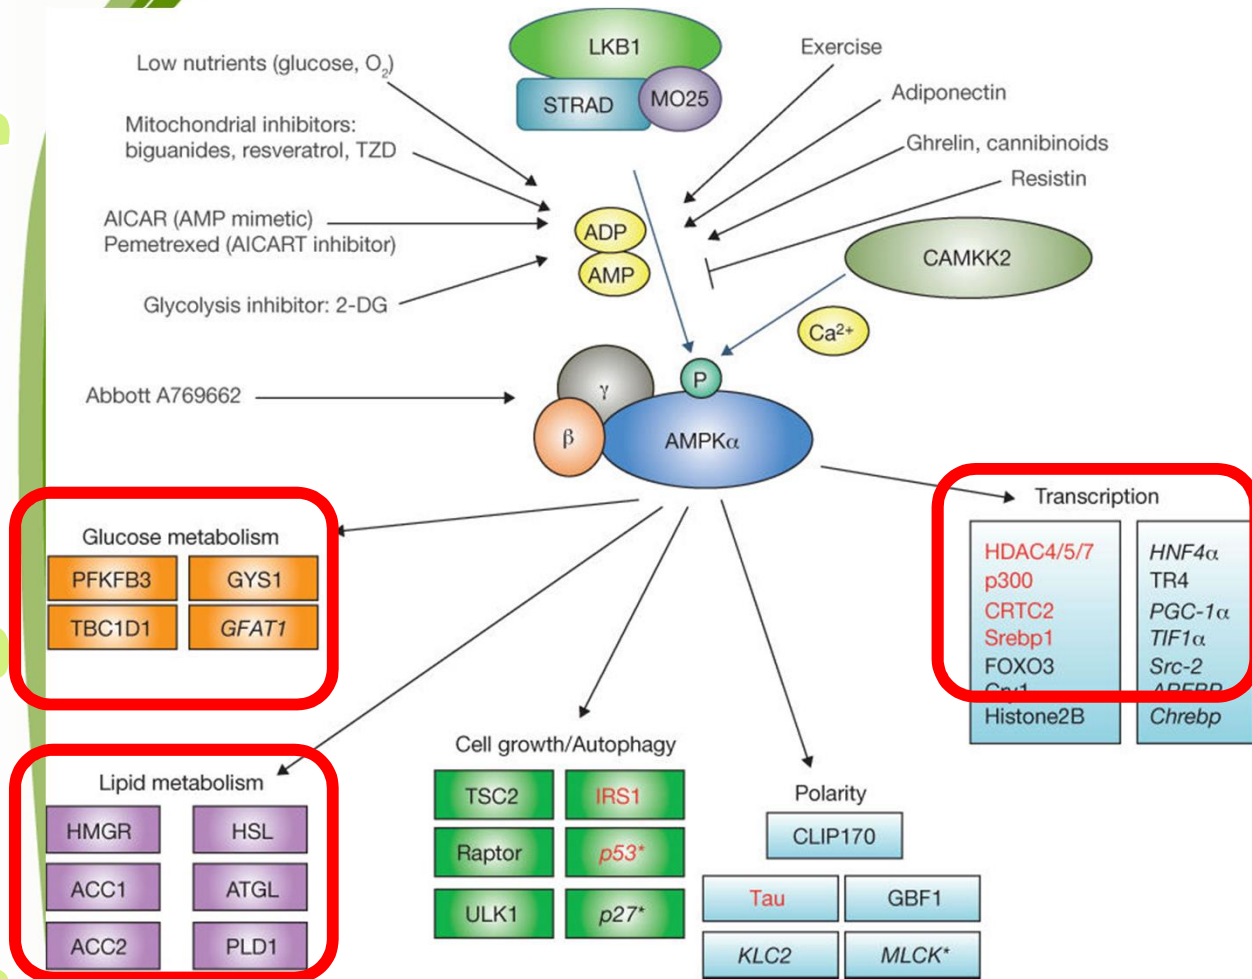 LKB1
STRAD
MO25
Low nutrients (glucose, O2)
Mitochondrial inhibitors:
biguanides, resveratrol, TZD
AICAR (AMP mimetic)
Pemetrexed (AICART inhibitor)
Glycolysis inhibitor: 2-DG
Exercise
Adiponectin
Ghrelin, cannibinoids
Resistin
ADP
AMP
CAMKK2
Ca2+
Abbott A769662
P
γ
β
AMPKα
Glucose metabolism
PFKFB3
GYS1
TBC1D1
GFAT1
Lipid metabolism
HMGR
HSL
ACC1
ATGL
ACC2
PLD1
Cell growth/Autophagy
TSC2
IRS1
Raptor
p53*
ULK1
p27*
Polarity
CLIP170
Tau
GBF1
KLC2
MLCK*
Transcription
HDAC4/5/7
p300
CRTC2
Srebp1
FOXO3
Cry1
Histone2B
HNF4α
TR4
PGC-1α
TIF1α
Src-2
Chrebp